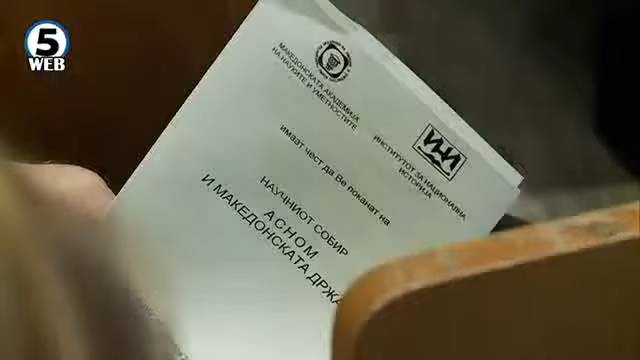 5
WEB
МАКЕДОНСКАТА АКАДЕМИЈА
НА НАУКИТЕ И УМЕТНОСТИТЕ
ИНИ
ИНСТИТУТОТ ЗА НАЦИОНАЛНА
ИСТОРИЈА
имаат чест да Ве поканат на
НАУЧНИОТ СОБИР
АСНОМ
И МАКЕДОНСКАТА